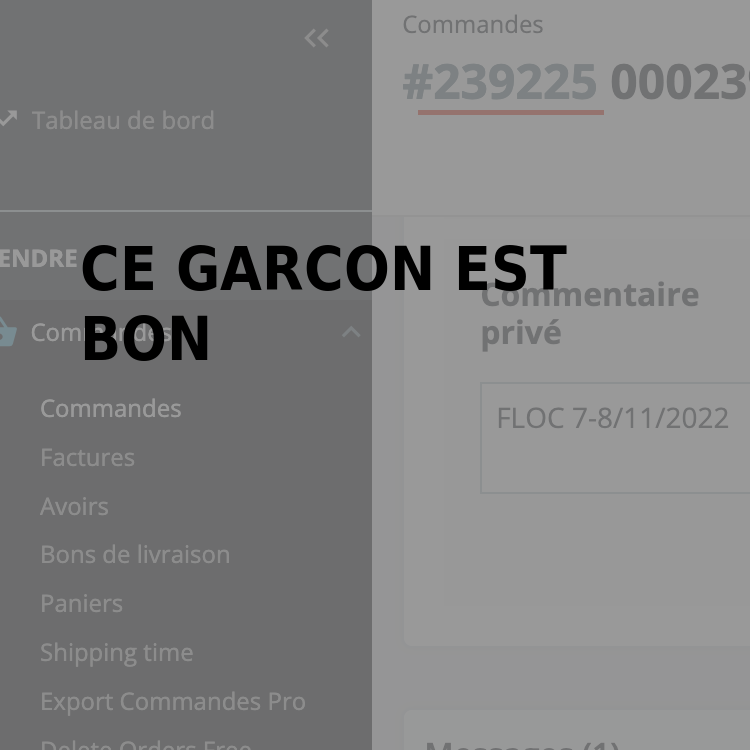 Commandes
#239225 00023
Tableau de bord
ENDRE
CE GARCON EST
BON
Commentaire
privé
Commandes
FLOC 7-8/11/2022
Commandes
Factures
Avoirs
Bons de livraison
Paniers
Shipping time
Export Commandes Pro
Delete Orders Free
Messages (1)